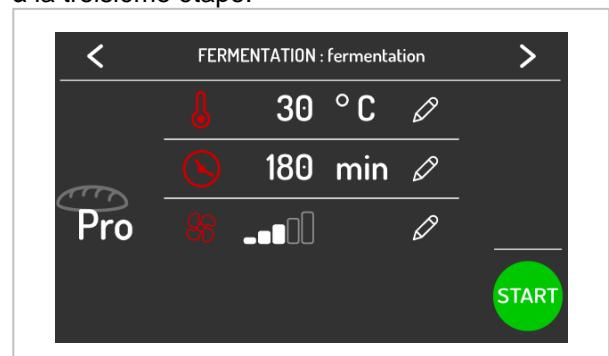 à la troisième étape.
FERMENTATION : fermentation
30 °C
180 min
Pro
START